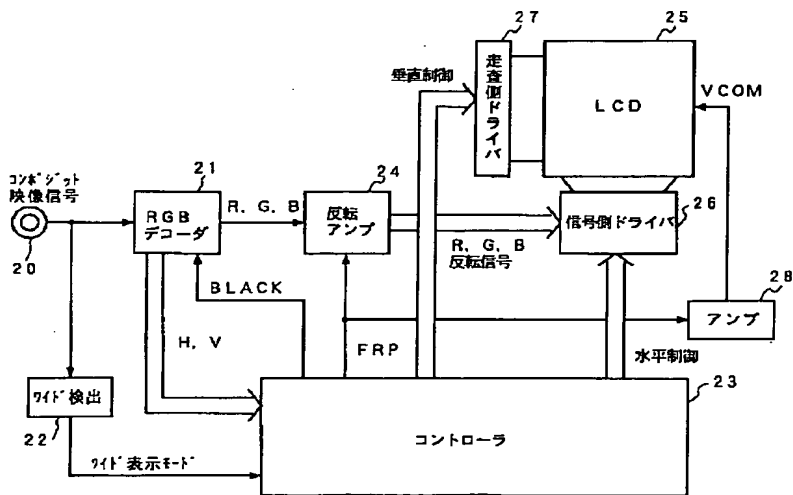 27
25
垂直制御
走査側ドライバ
LCD
VCOM
コンポジット
映像信号
20
21
RGB
デコーダ
R, G, B
24
反転
アンプ
R, G, B
反転信号
信号側ドライバ
26
28
アンプ
BLACK
H, V
FRP
水平制御
ワイド検出
22
23
コントローラ
ワイド表示モード